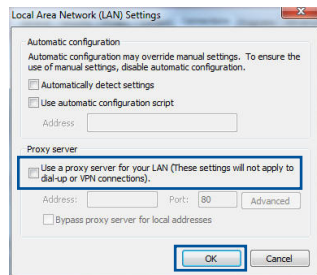 Local Area Network (LAN) Settings
Automatic configuration
Automatic configuration may override manual settings. To ensure the
use of manual settings, disable automatic configuration.
Automatically detect settings
Use automatic configuration script
Address
Proxy server
Use a proxy server for your LAN (These settings will not apply to
dial-up or VPN connections).
Address:
Port: 80
Advanced
Bypass proxy server for local addresses
OK
Cancel